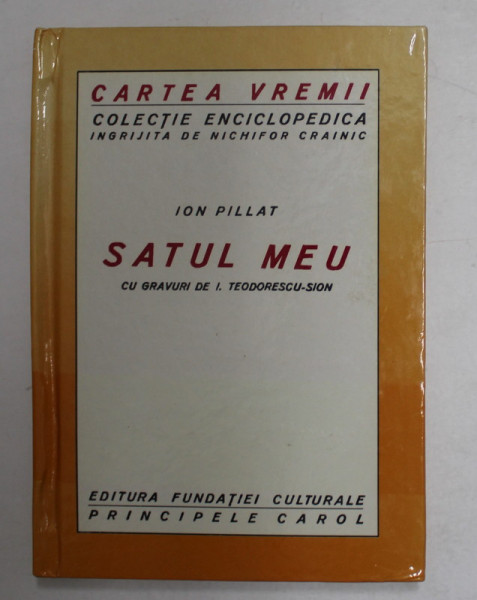 CARTEA VREMII
COLECȚIE ENCICLOPEDICA
INGRIJITA DE NICHIFOR CRAINIC
ION PILLAT
SATUL MEU
CU GRAVURI DE I. TEODORESCU-SION
EDITURA FUNDAȚIEI CULTURALE
PRINCIPELE CAROL